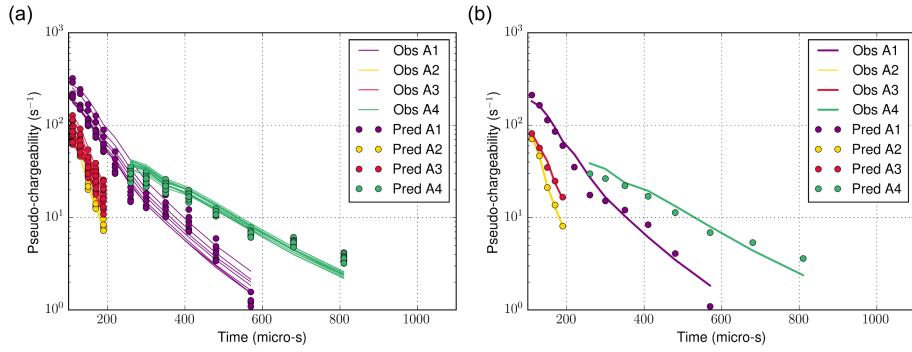 (a)
Pseudo-chargeability (s⁻¹)
10³
10²
10¹
10⁰
200
400
600
800
1000
Time (micro-s)
Obs A1
Obs A2
Obs A3
Obs A4
Pred A1
Pred A2
Pred A3
Pred A4
(b)
Pseudo-chargeability (s⁻¹)
10³
10²
10¹
10⁰
200
400
600
800
1000
Time (micro-s)
Obs A1
Obs A2
Obs A3
Obs A4
Pred A1
Pred A2
Pred A3
Pred A4